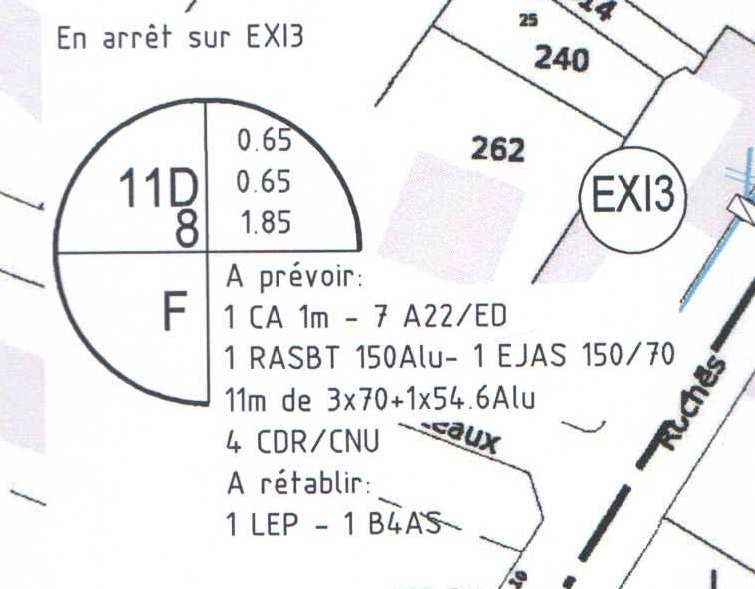 14
En arrêt sur EXI3
25
240
262
EXI3
11D
8
0.65
0.65
1.85
F
A prévoir:
1 CA 1m - 7 A22/ED
1 RASBT 150Alu- 1 EJAS 150/70
11m de 3x70+1x54.6Alu
4 CDR/CNU
A rétablir:
1 LEP - 1 B4AS
eaux
Ruches
10